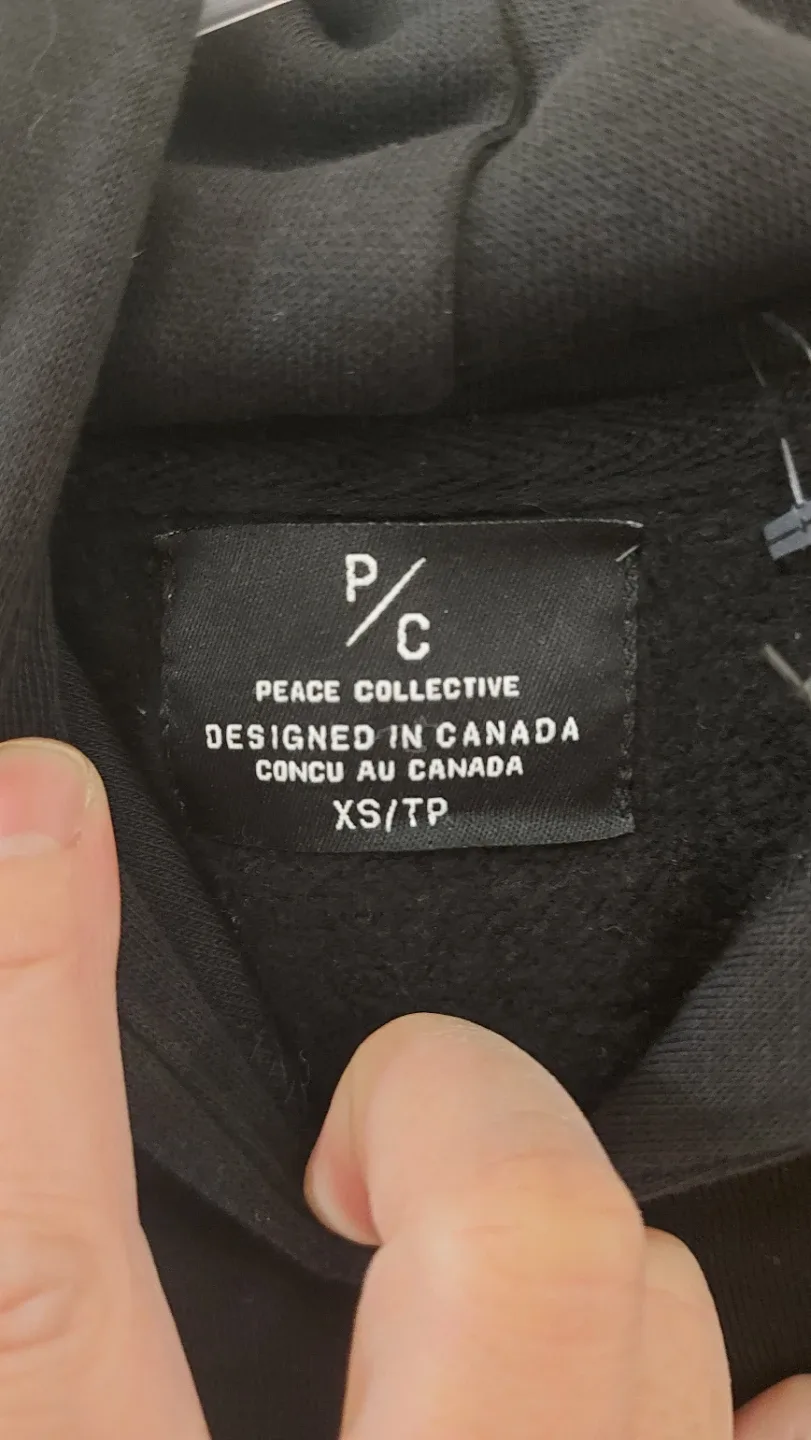 P/C
PEACE COLLECTIVE
DESIGNED IN CANADA
CONCU AU CANADA
XS/TP